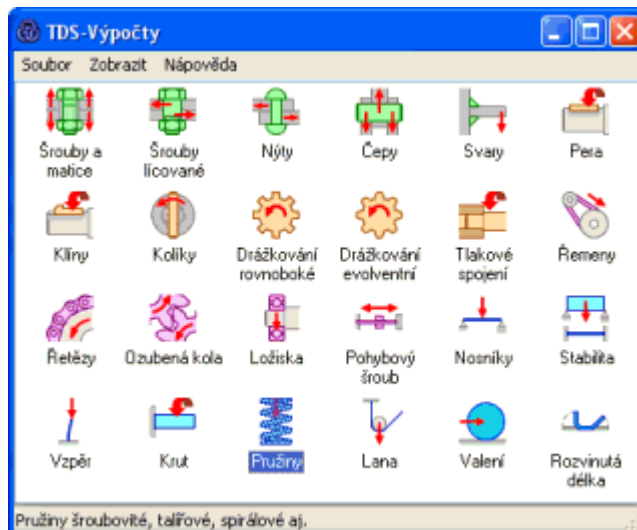 TDS-Výpočty
Soubor Zobrazit Nápověda
Šrouby a matice
Šrouby lícované
Nýty
Čepy
Svary
Pera
Klíny
Kolíky
Drážkování rovnoboké
Drážkování evolventní
Tlakové spojení
Řemeny
Řetězy
Ozubená kola
Ložiska
Pohybový šroub
Nosníky
Stabilita
Vzpěr
Krut
Pružiny
Lana
Valení
Rozvinutá délka
Pružiny šroubovité, talířové, spirálové aj.